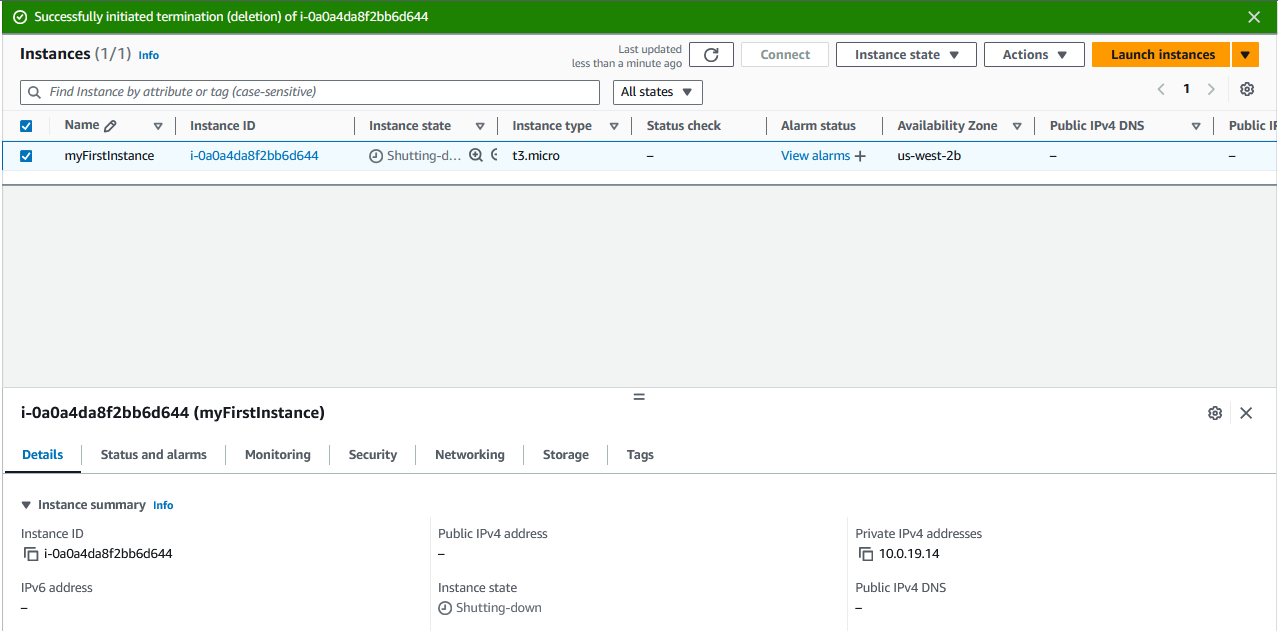 Successfully initiated termination (deletion) of i-0a0a4da8f2bb6d644
Instances (1/1) Info
Last updated
less than a minute ago
Connect
Instance state
Actions
Launch instances
Find Instance by attribute or tag (case-sensitive)
All states
1
Name Instance ID Instance state Instance type Status check Alarm status Availability Zone Public IPv4 DNS Public IP
myFirstInstance i-0a0a4da8f2bb6d644 Shutting-d... t3.micro – View alarms + us-west-2b – –
i-0a0a4da8f2bb6d644 (myFirstInstance)
Details Status and alarms Monitoring Security Networking Storage Tags
Instance summary Info
Instance ID Public IPv4 address Private IPv4 addresses
i-0a0a4da8f2bb6d644 – 10.0.19.14
IPv6 address Instance state Public IPv4 DNS
– Shutting-down –